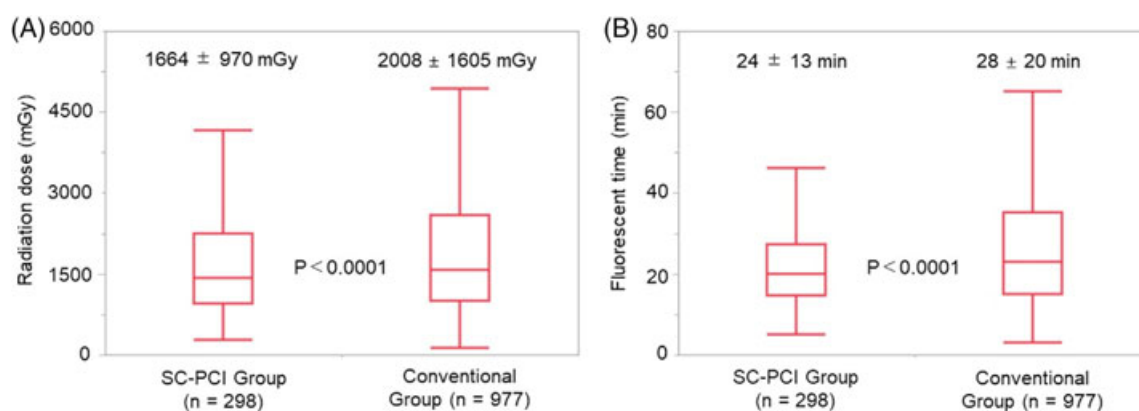 (A)
6000
4500
3000
1500
0
Radiation dose (mGy)
1664 ± 970 mGy
2008 ± 1605 mGy
P<0.0001
SC-PCI Group
(n = 298)
Conventional
Group (n = 977)
(B)
80
60
40
20
0
Fluorescent time (min)
24 ± 13 min
28 ± 20 min
P<0.0001
SC-PCI Group
(n = 298)
Conventional
Group (n = 977)